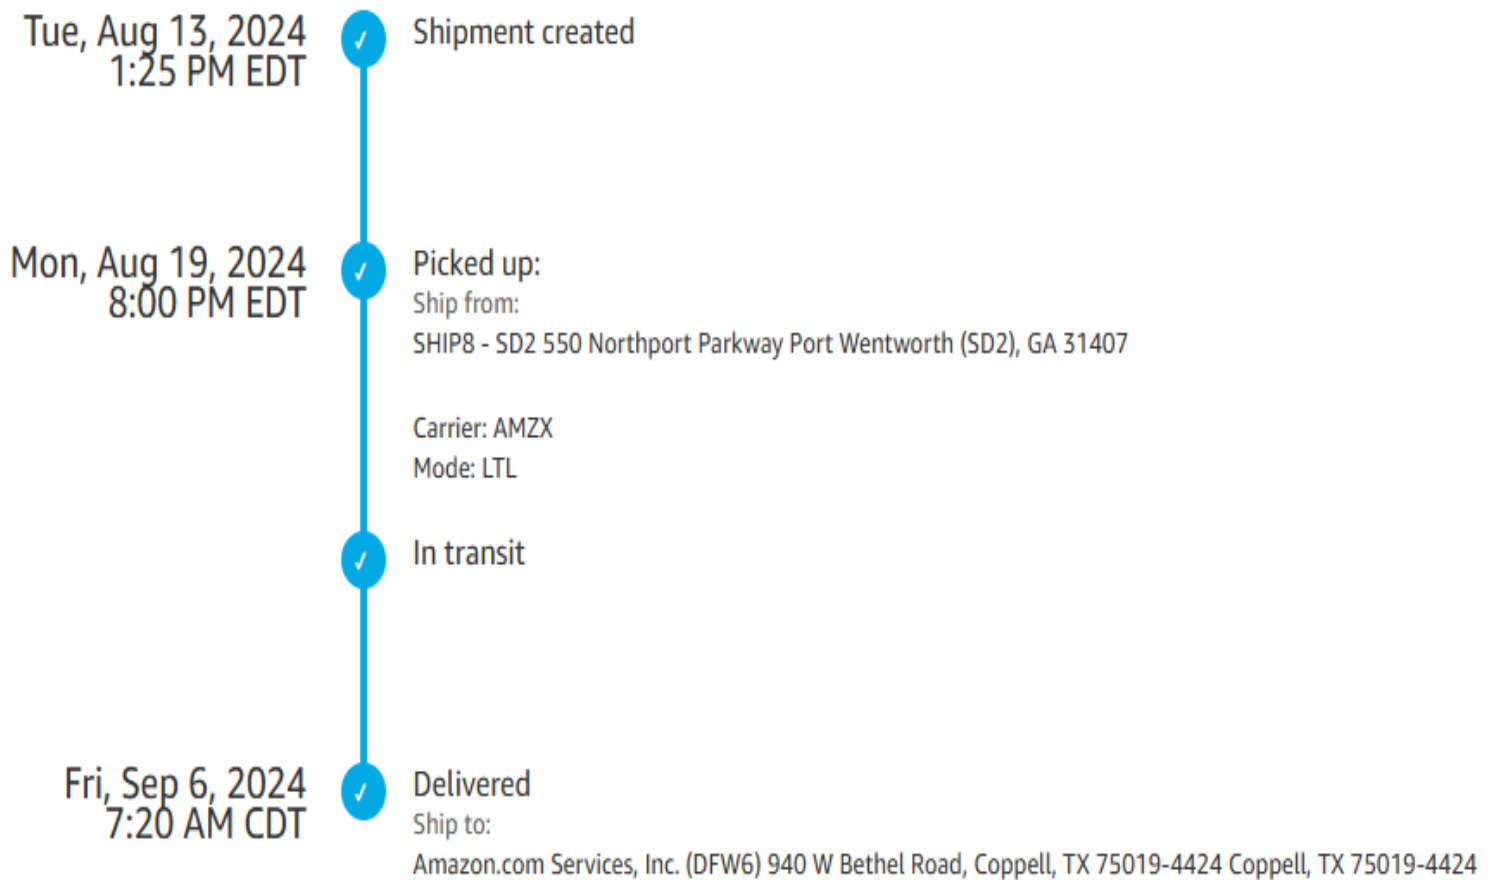 Tue, Aug 13, 2024
1:25 PM EDT
Shipment created
Mon, Aug 19, 2024
8:00 PM EDT
Picked up:
Ship from:
SHIP8 - SD2 550 Northport Parkway Port Wentworth (SD2), GA 31407
Carrier: AMZX
Mode: LTL
In transit
Fri, Sep 6, 2024
7:20 AM CDT
Delivered
Ship to:
Amazon.com Services, Inc. (DFW6) 940 W Bethel Road, Coppell, TX 75019-4424 Coppell, TX 75019-4424